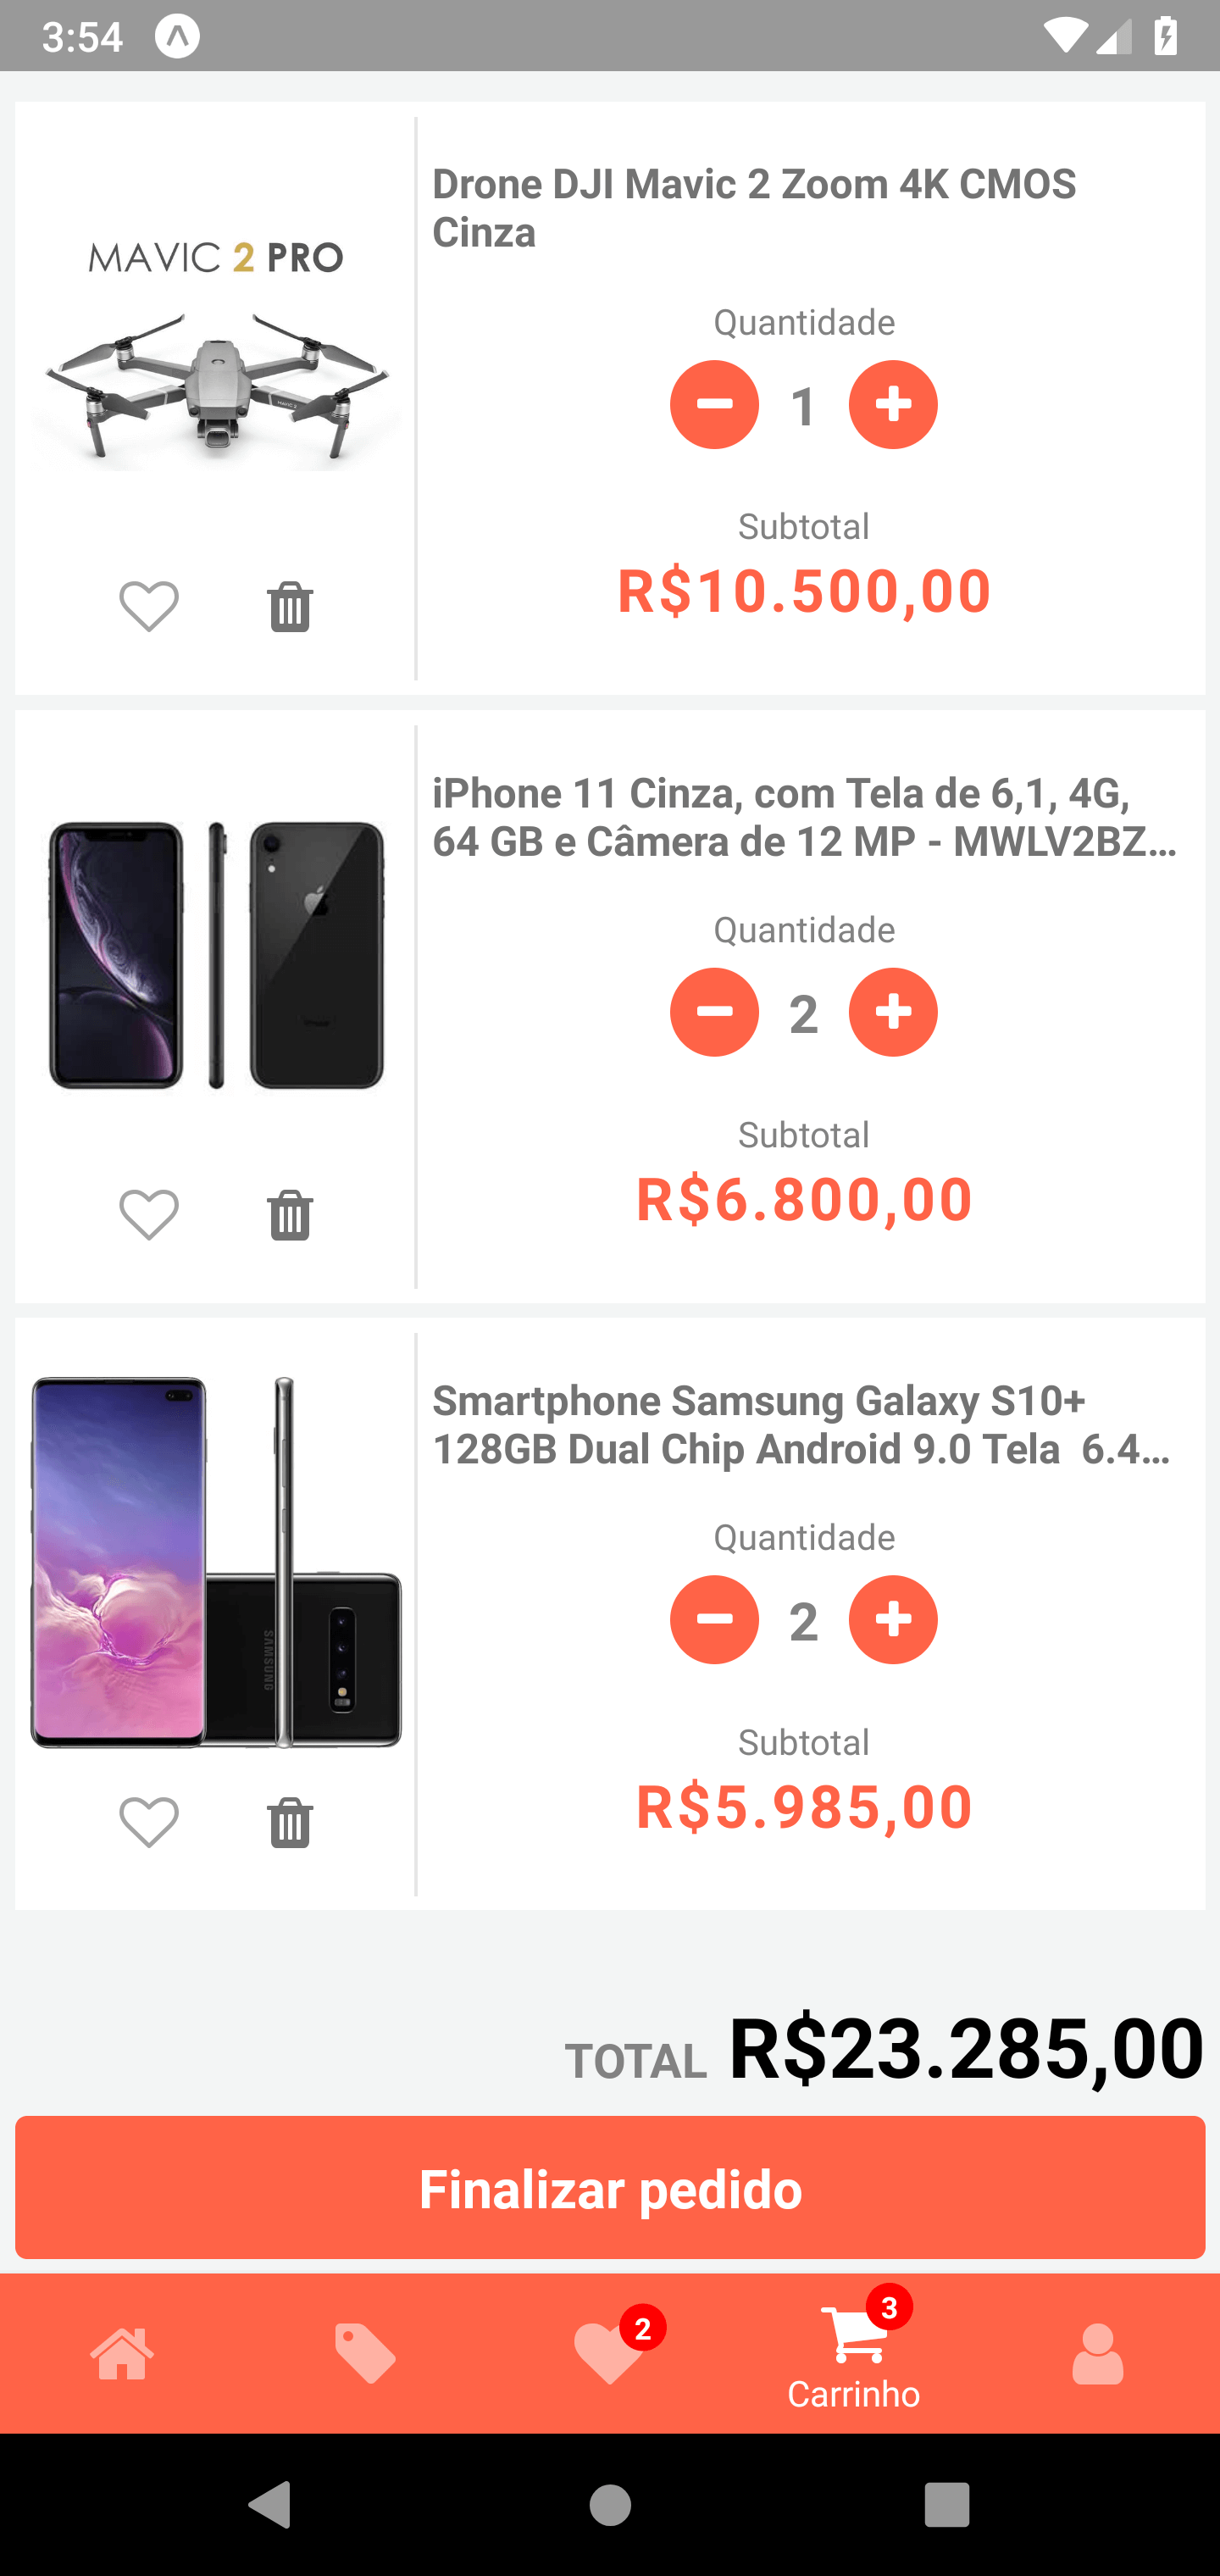 3:54
MAVIC 2 PRO
Drone DJI Mavic 2 Zoom 4K CMOS
Cinza
Quantidade
1
Subtotal
R$10.500,00
iPhone 11 Cinza, com Tela de 6,1, 4G,
64 GB e Câmera de 12 MP - MWLV2BZ...
Quantidade
2
Subtotal
R$6.800,00
SAMSUNG
Smartphone Samsung Galaxy S10+
128GB Dual Chip Android 9.0 Tela  6.4...
Quantidade
2
Subtotal
R$5.985,00
TOTAL R$23.285,00
Finalizar pedido
2
3
Carrinho